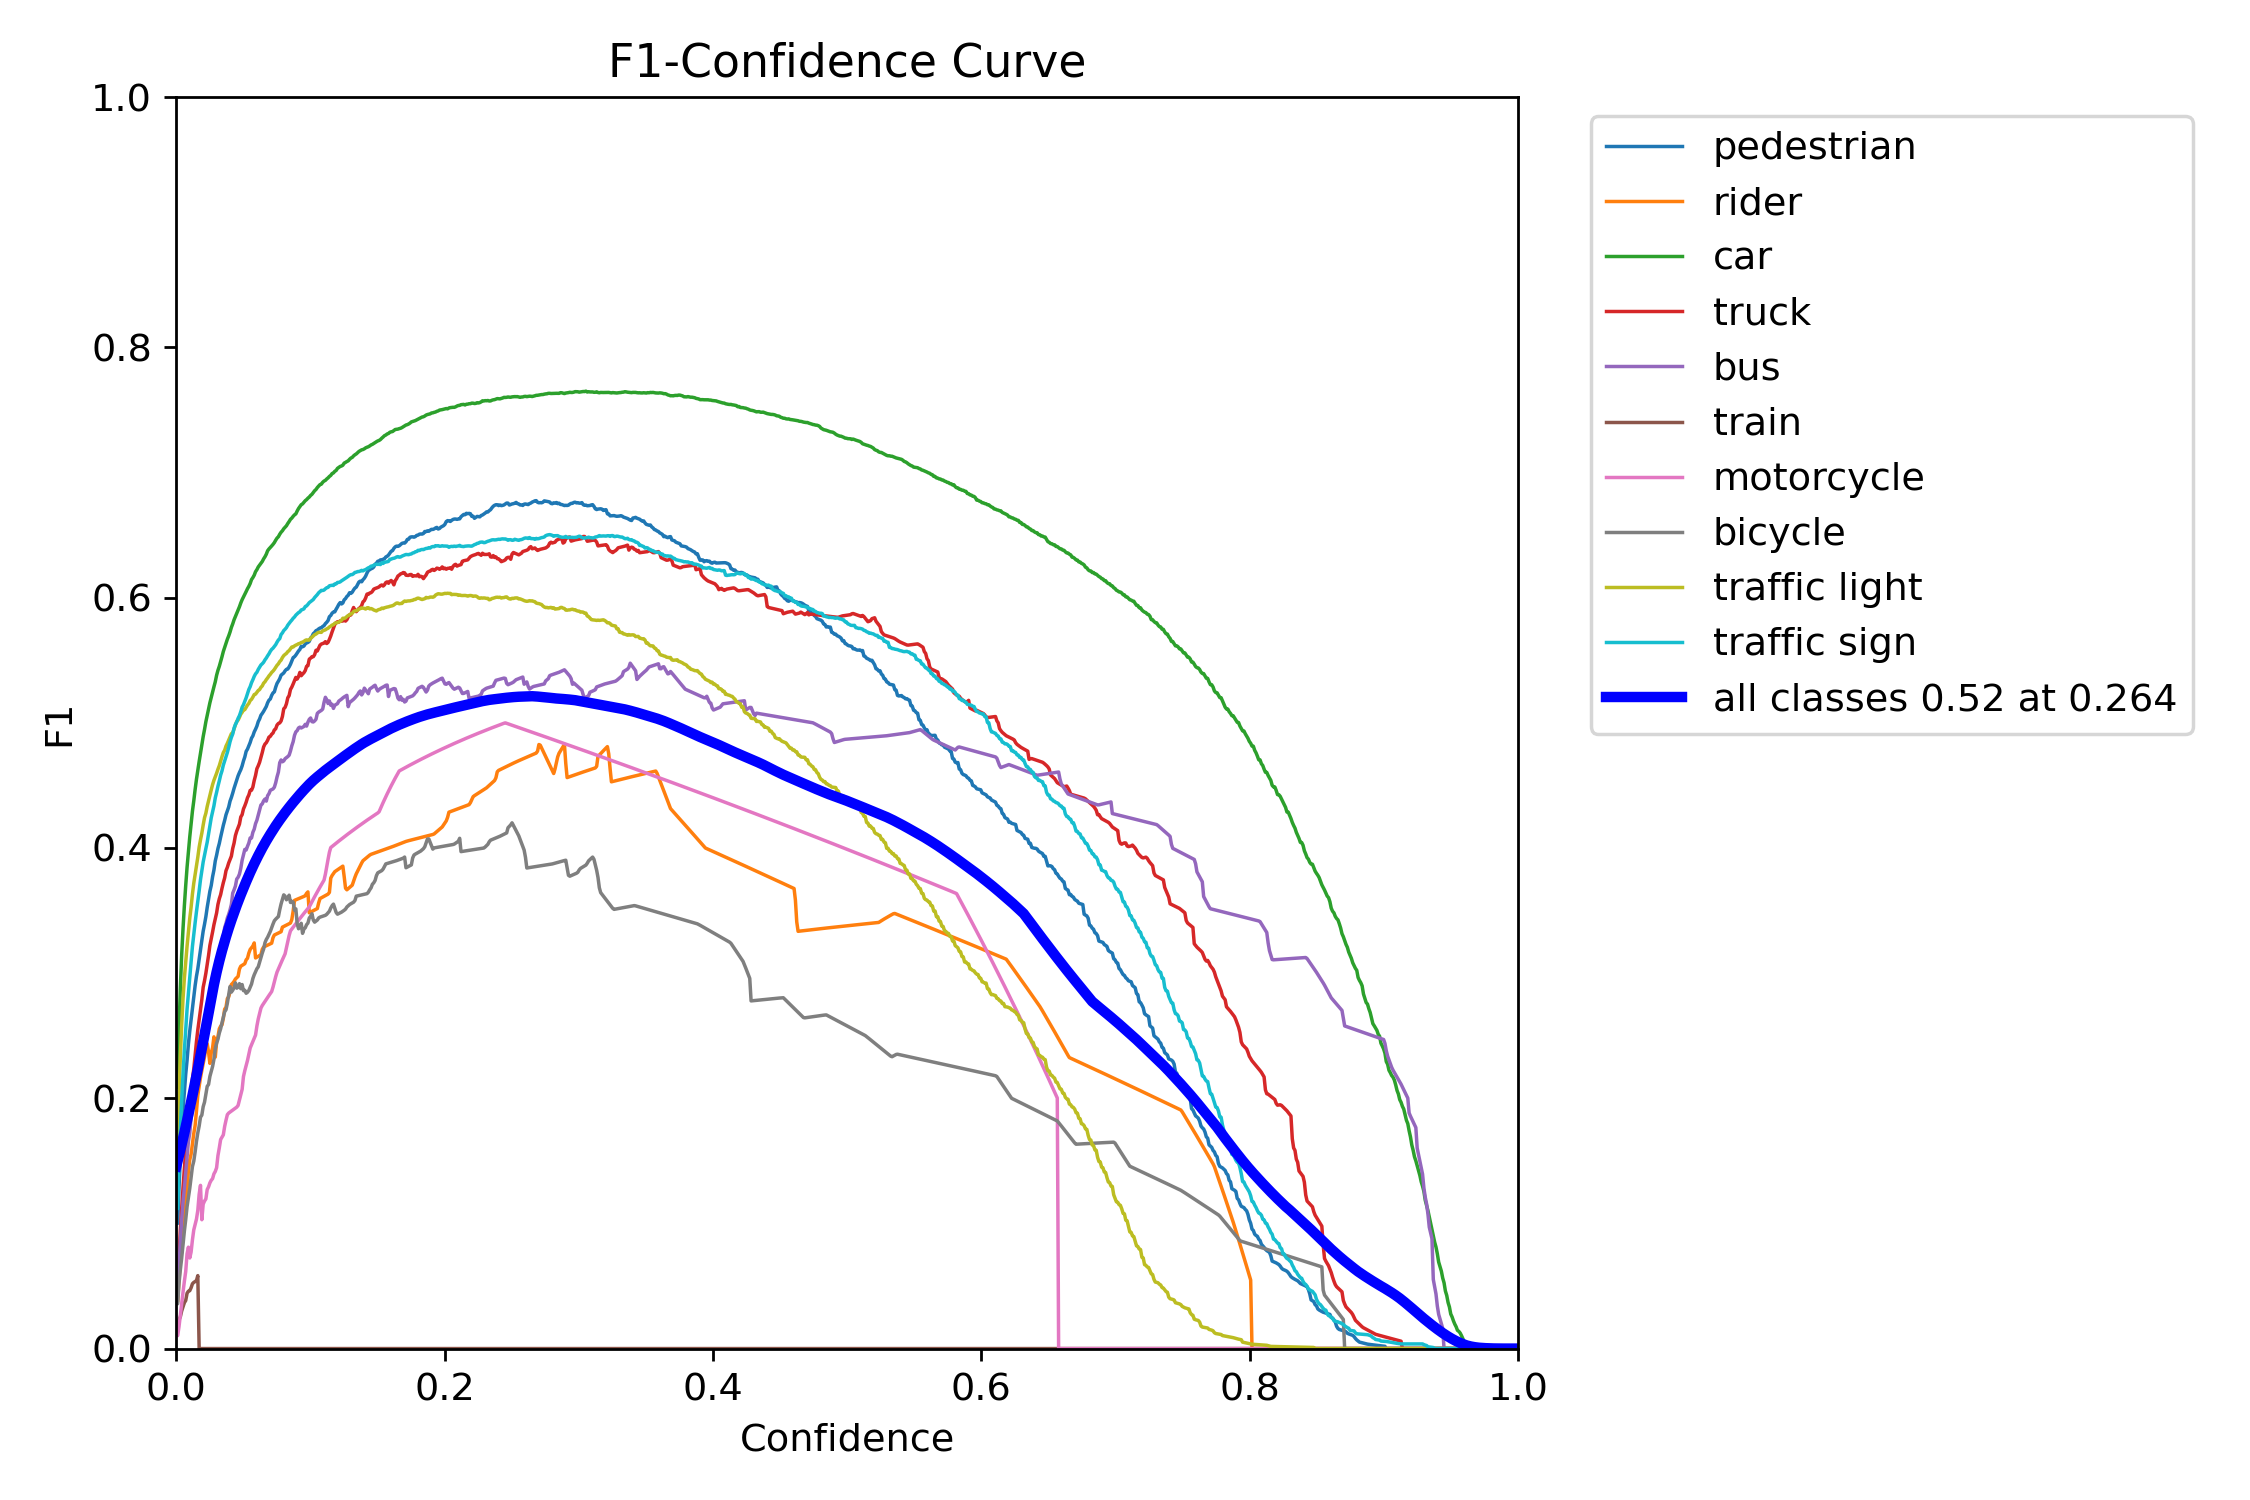 F1-Confidence Curve
1.0
0.8
0.6
0.4
0.2
0.0
F1
0.0 0.2 0.4 0.6 0.8 1.0
Confidence
pedestrian
rider
car
truck
bus
train
motorcycle
bicycle
traffic light
traffic sign
all classes 0.52 at 0.264